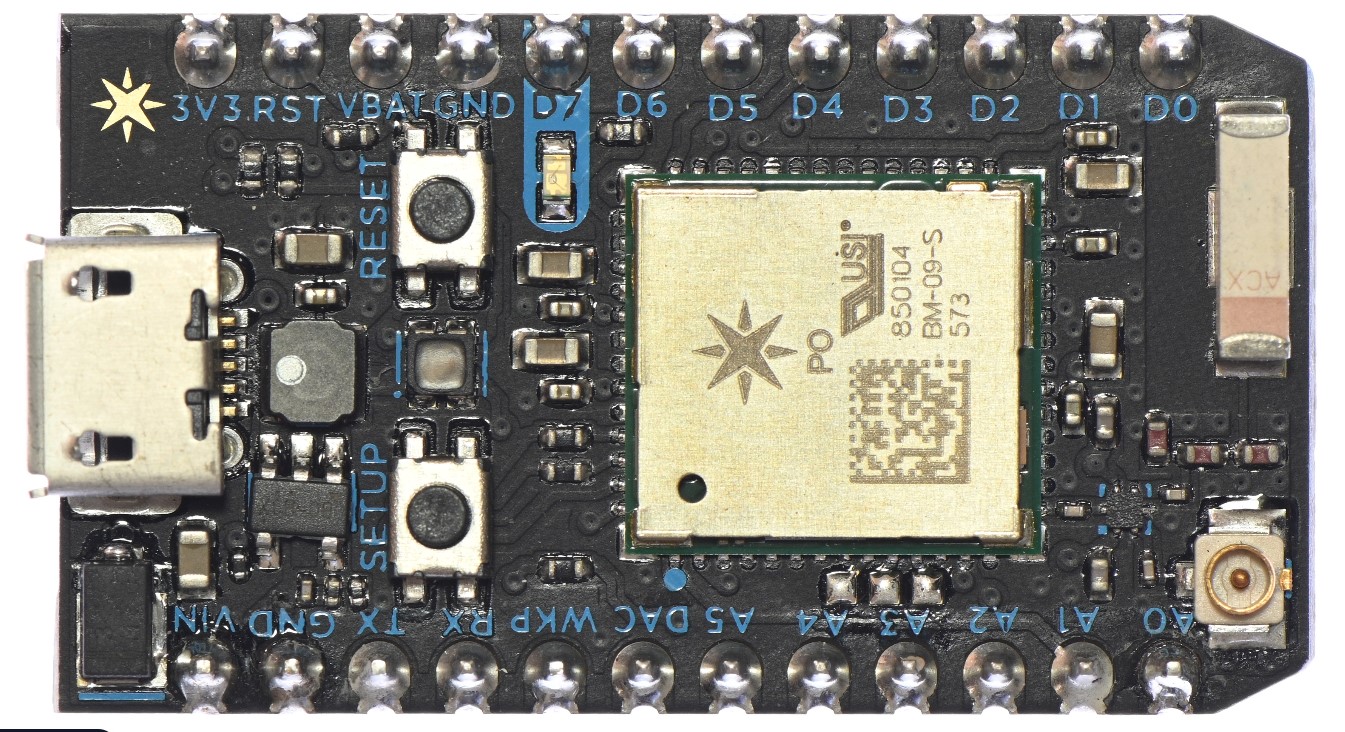 3V3 RST VBAT GND D7 D6 D5 D4 D3 D2 D1 D0
RESET
SETUP
USI®
PO
850104
BM-09-S
573
ACX
VIN GND TX RX WKP DAC A5 A4 A3 A2 A1 A0